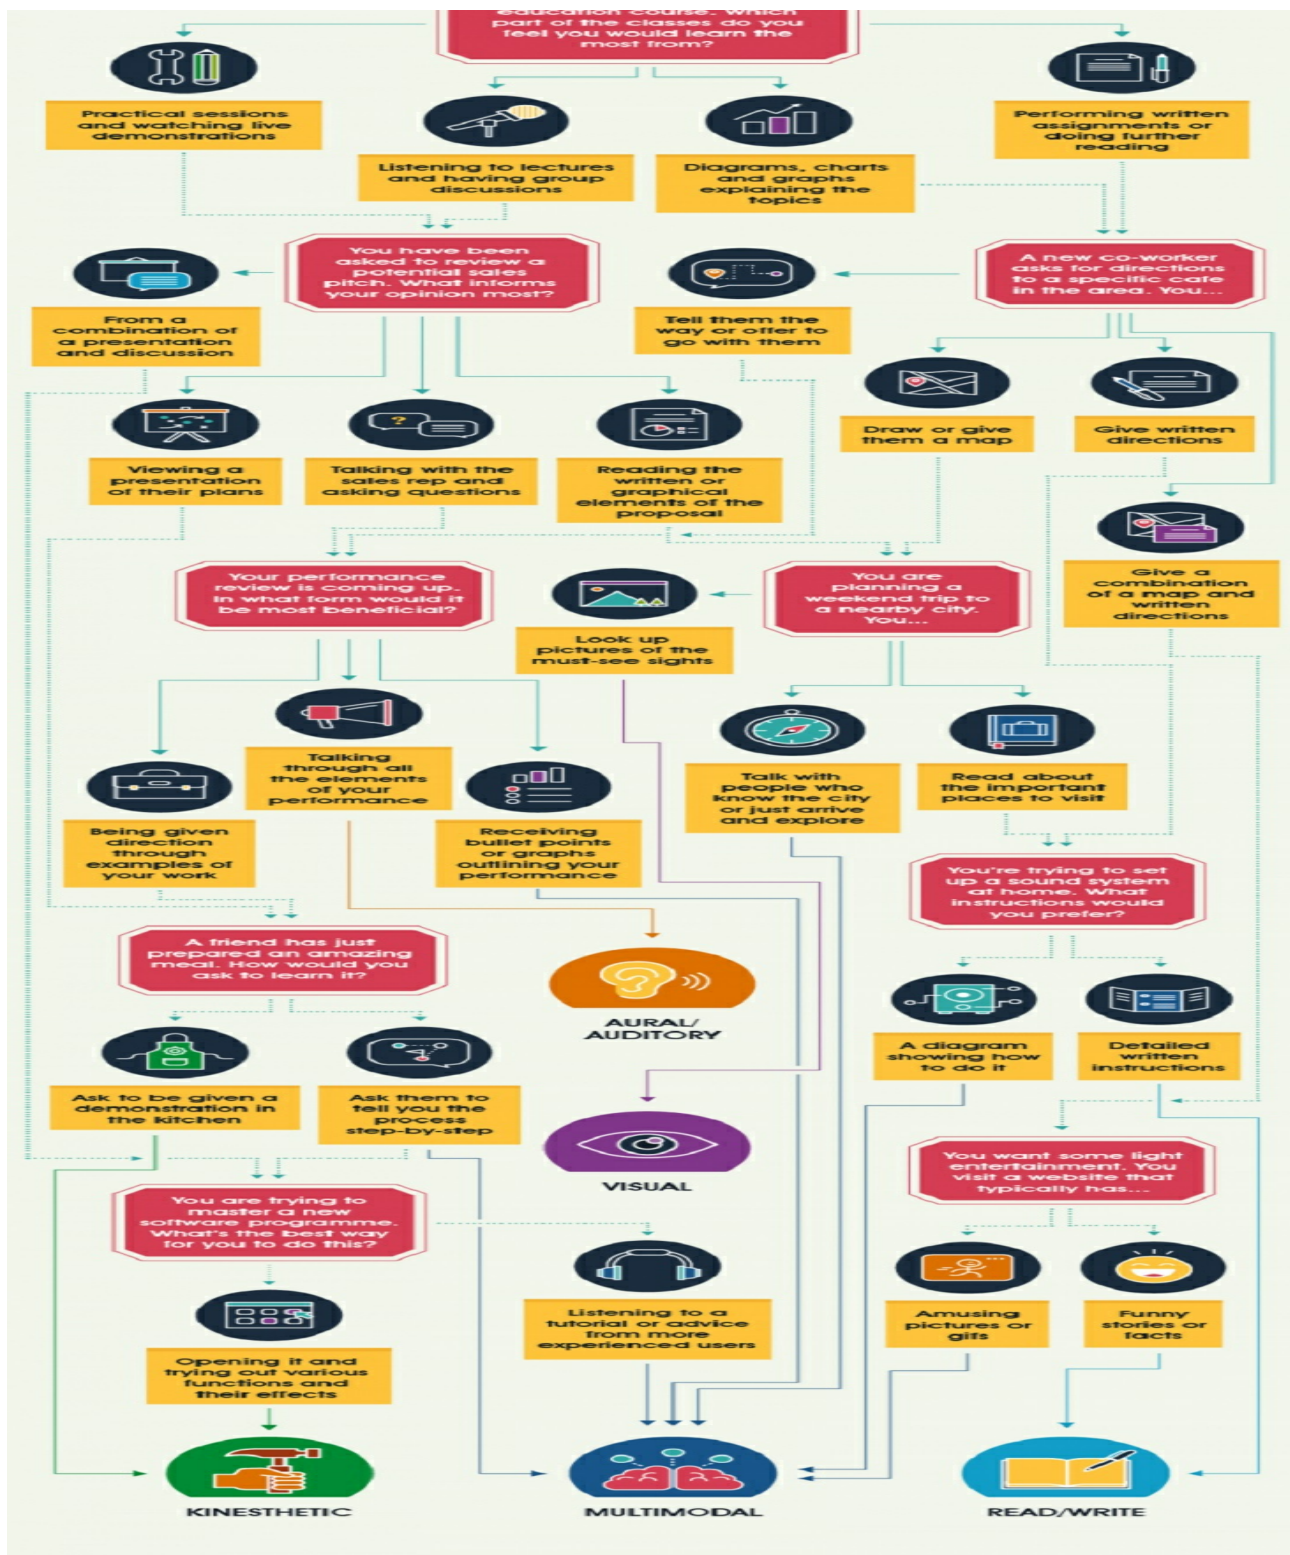 education course. Which
part of the classes do you
feel you would learn the
most from?
Practical sessions
and watching live
demonstrations
Listening to lectures
and having group
discussions
Diagrams, charts
and graphs
explaining the
topics
Performing written
assignments or
doing further
reading
You have been
asked to review a
potential sales
pitch. What informs
your opinion most?
A new co-worker
asks for directions
to a specific cafe
in the area. You...
From a
combination of
a presentation
and discussion
Tell them the
way or offer to
go with them
Draw or give
them a map
Give written
directions
Viewing a
presentation
of their plans
Talking with the
sales rep and
asking questions
Reading the
written or
graphical
elements of the
proposal
Give a
combination
of a map and
written
directions
Your performance
review is coming up.
In what form would it
be most beneficial?
You are
planning a
weekend trip to
a nearby city.
You...
Look up
pictures of the
must-see sights
Talking
through all
the elements
of your
performance
Talk with
people who
know the city
or just arrive
and explore
Read about
the important
places to visit
Being given
direction
through
examples of
your work
Receiving
bullet points
or graphs
outlining your
performance
You're trying to set
up a sound system
at home. What
instructions would
you prefer?
A friend has just
prepared an amazing
meal. How would you
ask to learn it?
AURAL/
AUDITORY
A diagram
showing how
to do it
Detailed
written
instructions
Ask to be given a
demonstration in
the kitchen
Ask them to
tell you the
process
step-by-step
VISUAL
You want some light
entertainment. You
visit a website that
typically has...
You are trying to
master a new
software programme.
What's the best way
for you to do this?
Listening to a
tutorial or advice
from more
experienced users
Amusing
pictures or
gifs
Funny
stories or
facts
Opening it and
trying out various
functions and
their effects
KINESTHETIC
MULTIMODAL
READ/WRITE